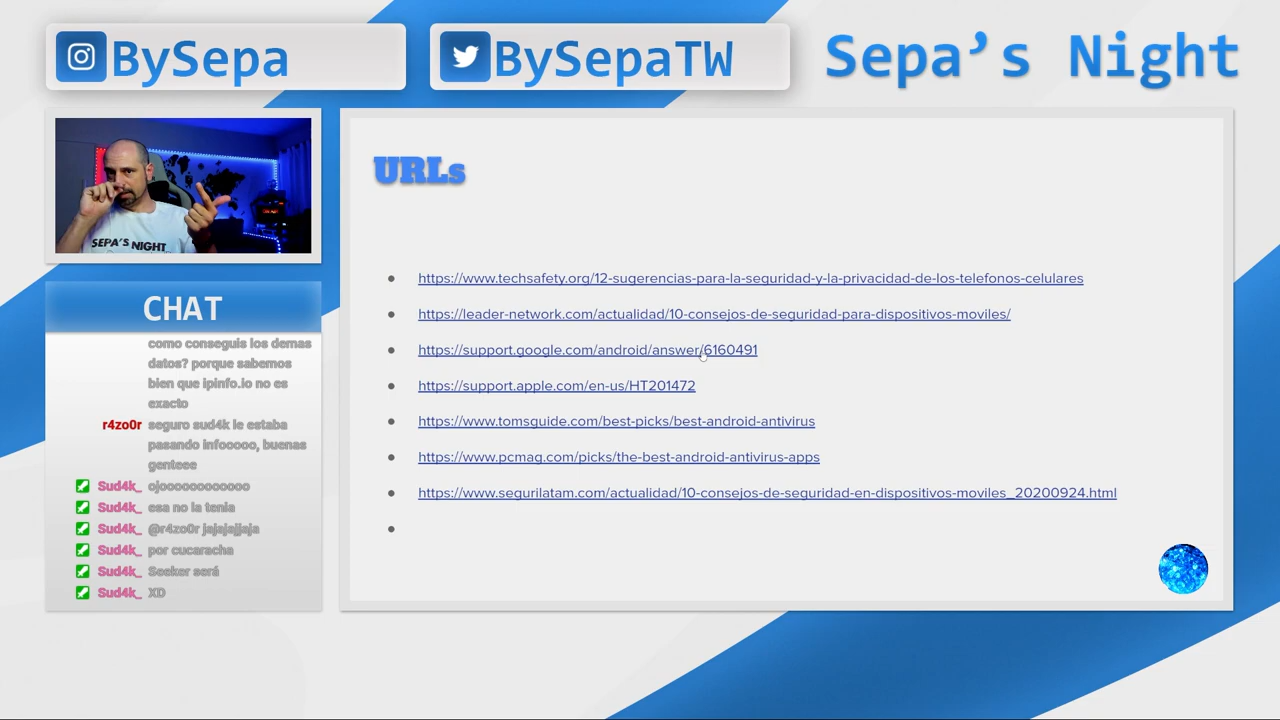 BySepa
BySepaTW
Sepa’s Night
SEPA'S NIGHT
URLs
https://www.techsafety.org/12-sugerencias-para-la-seguridad-y-la-privacidad-de-los-telefonos-celulares
https://leader-network.com/actualidad/10-consejos-de-seguridad-para-dispositivos-moviles/
https://support.google.com/android/answer/6160491
https://support.apple.com/en-us/HT201472
https://www.tomsguide.com/best-picks/best-android-antivirus
https://www.pcmag.com/picks/the-best-android-antivirus-apps
https://www.segurilatam.com/actualidad/10-consejos-de-seguridad-en-dispositivos-moviles_20200924.html
CHAT
como conseguis los demas
datos? porque sabemos
bien que ipinfo.io no es
exacto
r4zo0r seguro sud4k le estaba
pasando infooooo, buenas
genteee
Sud4k_ ojoooooooooooo
Sud4k_ esa no la tenia
Sud4k_ @r4zo0r jajajajjaja
Sud4k_ por cucaracha
Sud4k_ Seeker será
Sud4k_ XD